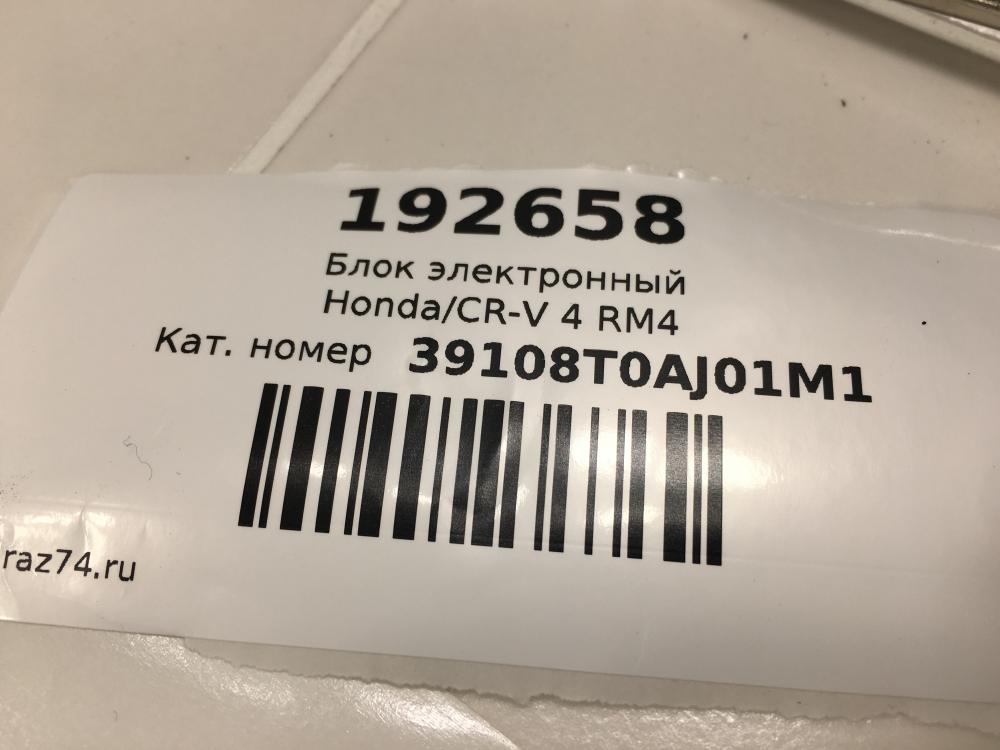 192658
Блок электронный
Honda/CR-V 4 RM4
Кат. номер 39108T0AJ01M1
raz74.ru